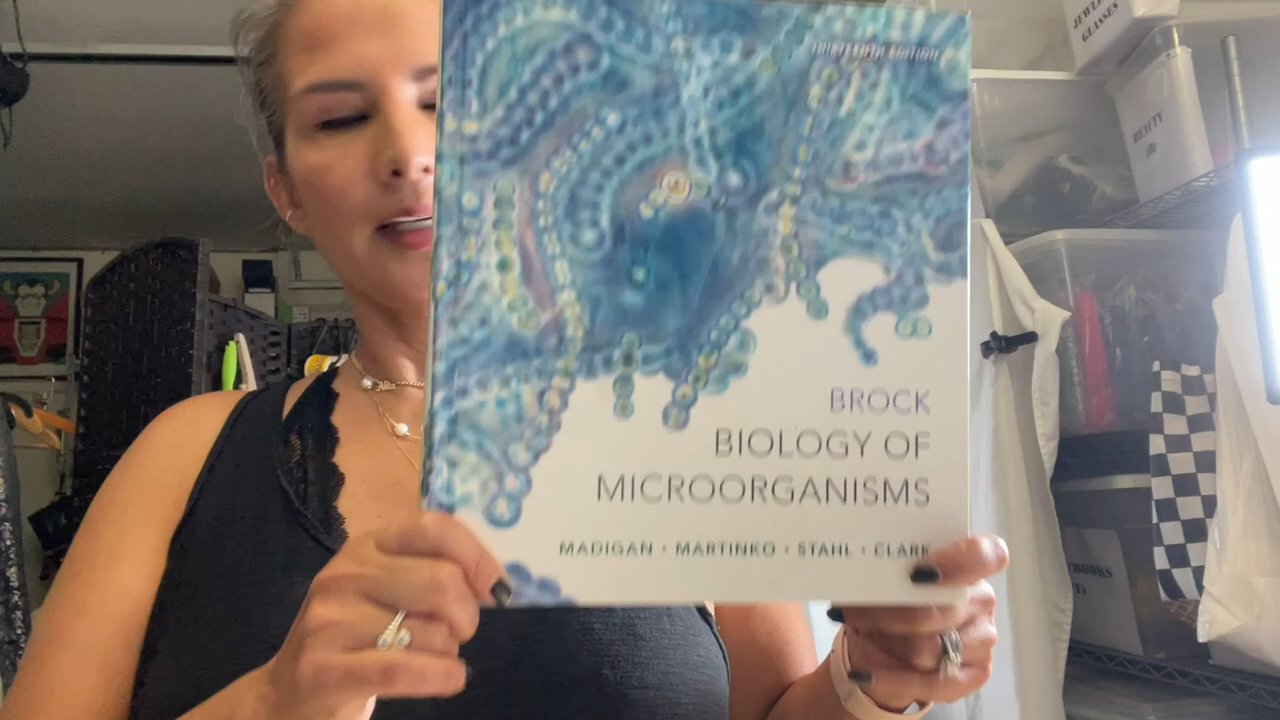 THIRTEENTH EDITION
BROCK
BIOLOGY OF
MICROORGANISMS
MADIGAN • MARTINKO • STAHL • CLARK
JEWELRY
GLASSES
BEAUTY